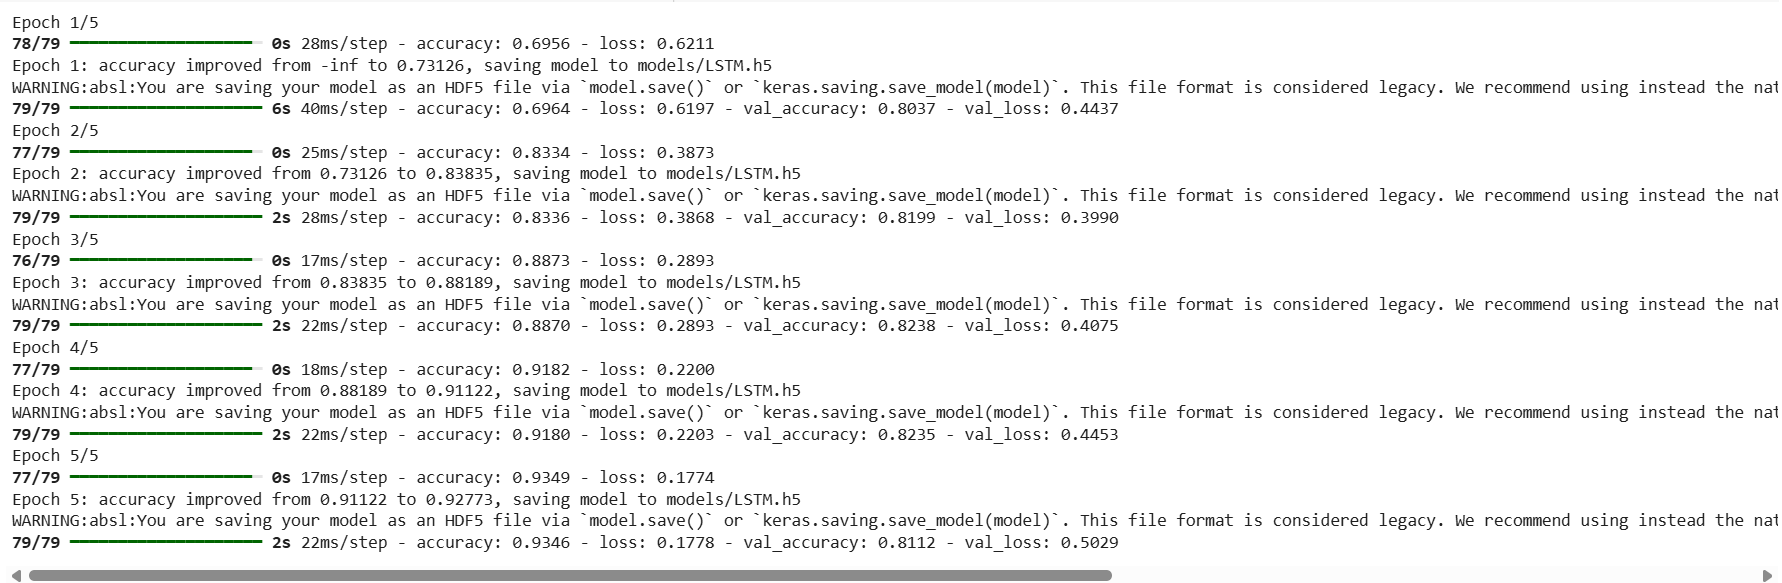 Epoch 1/5
78/79 ━━━━━━━━━━━━━━━━━━━━ 0s 28ms/step - accuracy: 0.6956 - loss: 0.6211
Epoch 1: accuracy improved from -inf to 0.73126, saving model to models/LSTM.h5
WARNING:absl:You are saving your model as an HDF5 file via `model.save()` or `keras.saving.save_model(model)`. This file format is considered legacy. We recommend using instead the nat
79/79 ━━━━━━━━━━━━━━━━━━━━ 6s 40ms/step - accuracy: 0.6964 - loss: 0.6197 - val_accuracy: 0.8037 - val_loss: 0.4437
Epoch 2/5
77/79 ━━━━━━━━━━━━━━━━━━━━ 0s 25ms/step - accuracy: 0.8334 - loss: 0.3873
Epoch 2: accuracy improved from 0.73126 to 0.83835, saving model to models/LSTM.h5
WARNING:absl:You are saving your model as an HDF5 file via `model.save()` or `keras.saving.save_model(model)`. This file format is considered legacy. We recommend using instead the nat
79/79 ━━━━━━━━━━━━━━━━━━━━ 2s 28ms/step - accuracy: 0.8336 - loss: 0.3868 - val_accuracy: 0.8199 - val_loss: 0.3990
Epoch 3/5
76/79 ━━━━━━━━━━━━━━━━━━━━ 0s 17ms/step - accuracy: 0.8873 - loss: 0.2893
Epoch 3: accuracy improved from 0.83835 to 0.88189, saving model to models/LSTM.h5
WARNING:absl:You are saving your model as an HDF5 file via `model.save()` or `keras.saving.save_model(model)`. This file format is considered legacy. We recommend using instead the nat
79/79 ━━━━━━━━━━━━━━━━━━━━ 2s 22ms/step - accuracy: 0.8870 - loss: 0.2893 - val_accuracy: 0.8238 - val_loss: 0.4075
Epoch 4/5
77/79 ━━━━━━━━━━━━━━━━━━━━ 0s 18ms/step - accuracy: 0.9182 - loss: 0.2200
Epoch 4: accuracy improved from 0.88189 to 0.91122, saving model to models/LSTM.h5
WARNING:absl:You are saving your model as an HDF5 file via `model.save()` or `keras.saving.save_model(model)`. This file format is considered legacy. We recommend using instead the nat
79/79 ━━━━━━━━━━━━━━━━━━━━ 2s 22ms/step - accuracy: 0.9180 - loss: 0.2203 - val_accuracy: 0.8235 - val_loss: 0.4453
Epoch 5/5
77/79 ━━━━━━━━━━━━━━━━━━━━ 0s 17ms/step - accuracy: 0.9349 - loss: 0.1774
Epoch 5: accuracy improved from 0.91122 to 0.92773, saving model to models/LSTM.h5
WARNING:absl:You are saving your model as an HDF5 file via `model.save()` or `keras.saving.save_model(model)`. This file format is considered legacy. We recommend using instead the nat
79/79 ━━━━━━━━━━━━━━━━━━━━ 2s 22ms/step - accuracy: 0.9346 - loss: 0.1778 - val_accuracy: 0.8112 - val_loss: 0.5029